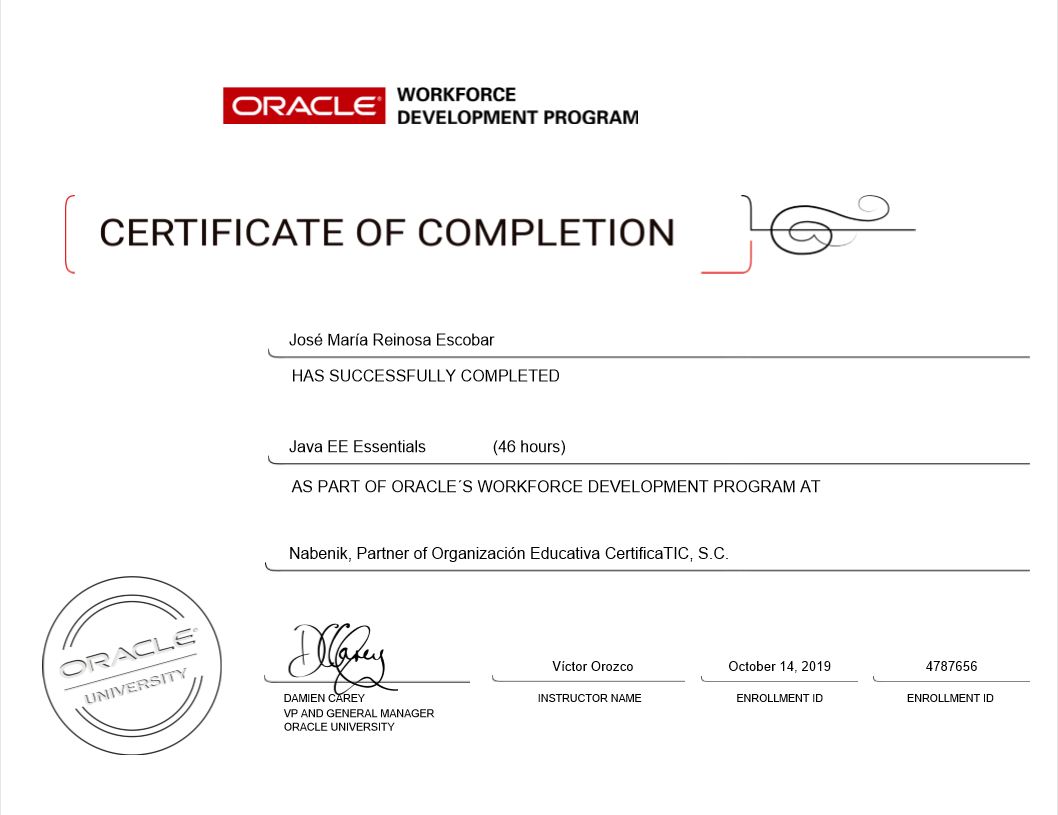 ORACLE® WORKFORCE
DEVELOPMENT PROGRAM
CERTIFICATE OF COMPLETION
José María Reinosa Escobar
HAS SUCCESSFULLY COMPLETED
Java EE Essentials (46 hours)
AS PART OF ORACLE´S WORKFORCE DEVELOPMENT PROGRAM AT
Nabenik, Partner of Organización Educativa CertificaTIC, S.C.
ORACLE®
UNIVERSITY
DCarey
DAMIEN CAREY
VP AND GENERAL MANAGER
ORACLE UNIVERSITY
Víctor Orozco
INSTRUCTOR NAME
October 14, 2019
ENROLLMENT ID
4787656
ENROLLMENT ID